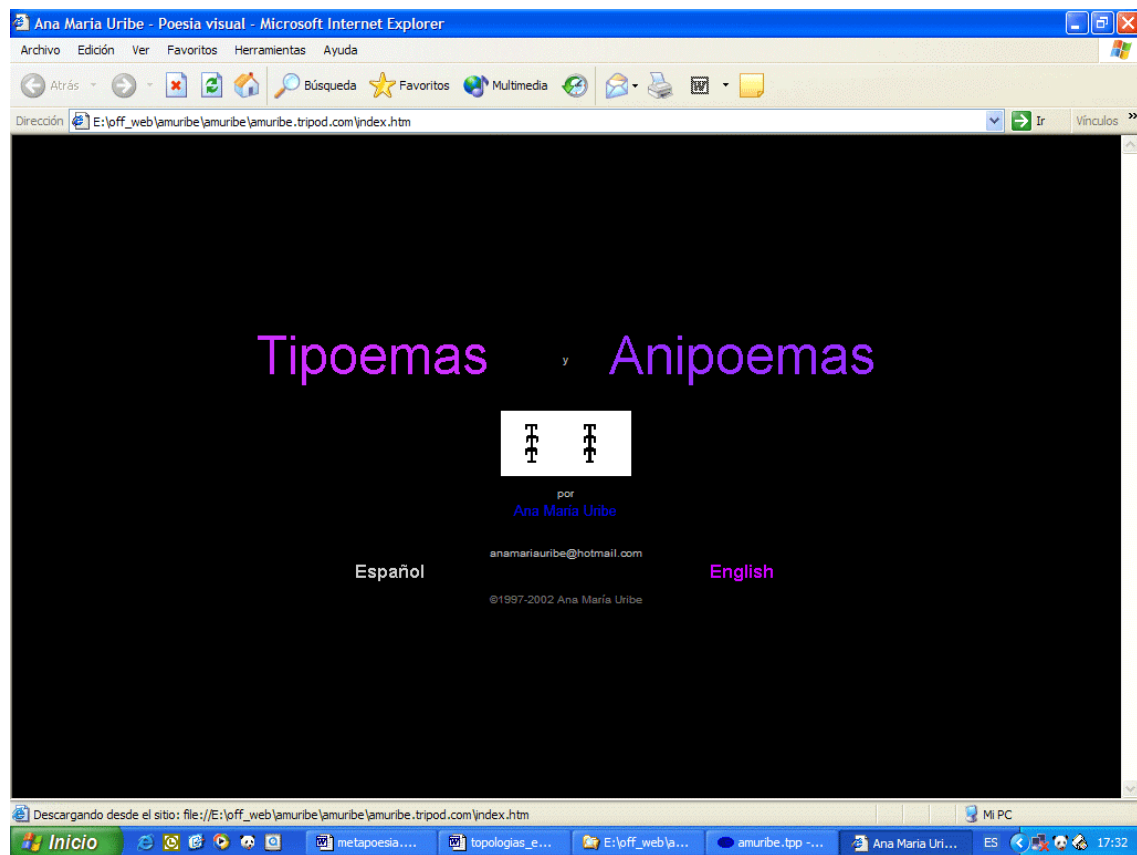 Ana Maria Uribe - Poesia visual - Microsoft Internet Explorer
Archivo Edición Ver Favoritos Herramientas Ayuda
Atrás Búsqueda Favoritos Multimedia
Dirección E:\off_web\amuribe\amuribe\amuribe.tripod.com\index.htm Ir Vínculos »
Tipoemas y Anipoemas
T T
T T
T T
por
Ana María Uribe
anamariauribe@hotmail.com
Español English
©1997-2002 Ana María Uribe
Descargando desde el sitio: file://E:\off_web\amuribe\amuribe\amuribe.tripod.com\index.htm Mi PC
Inicio metapoesia.... topologias_e... E:\off_web\a... amuribe.tpp -... Ana Maria Uri... ES 17:32